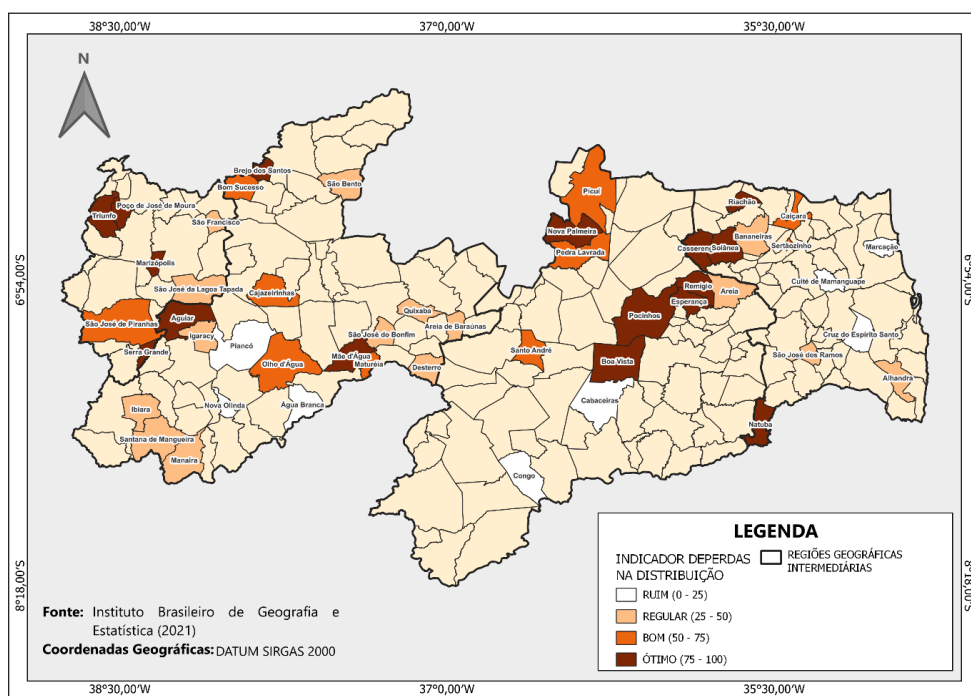 38°30,00'W 37°0,00'W 35°30,00'W
N
Brejo dos Santos
Bom Sucesso
São Bento
Picuí
Poço de José de Moura
Triunfo
São Francisco
Riachão
Caiçara
Nova Palmeira
Bananeiras
Casserengue
Solânea
Sertãozinho
Marcação
Pedra Lavrada
Marizópolis
São José da Lagoa Tapada
Cajazeirinhas
Cuité de Mamanguape
Remígio
Areia
Esperança
Quixaba
Pocinhos
Aguiar
São José de Piranhas
Igaracy
Areia de Baraúnas
São José do Bonfim
Cruz do Espírito Santo
Piancó
Santo André
Serra Grande
Mãe d'Água
São José dos Ramos
Boa Vista
Olho d'Água
Maturéia
Desterro
Alhandra
Cabaceiras
Nova Olinda
Água Branca
Ibiara
Natuba
Santana de Mangueira
Manaíra
Congo
6°54,00'S
6°54,00'S
8°18,00'S
8°18,00'S
LEGENDA
INDICADOR DEPERDAS
NA DISTRIBUIÇÃO
REGIÕES GEOGRÁFICAS
INTERMEDIÁRIAS
RUIM (0 - 25)
REGULAR (25 - 50)
BOM (50 - 75)
ÓTIMO (75 - 100)
Fonte: Instituto Brasileiro de Geografia e
Estatística (2021)
Coordenadas Geográficas: DATUM SIRGAS 2000
38°30,00'W 37°0,00'W 35°30,00'W